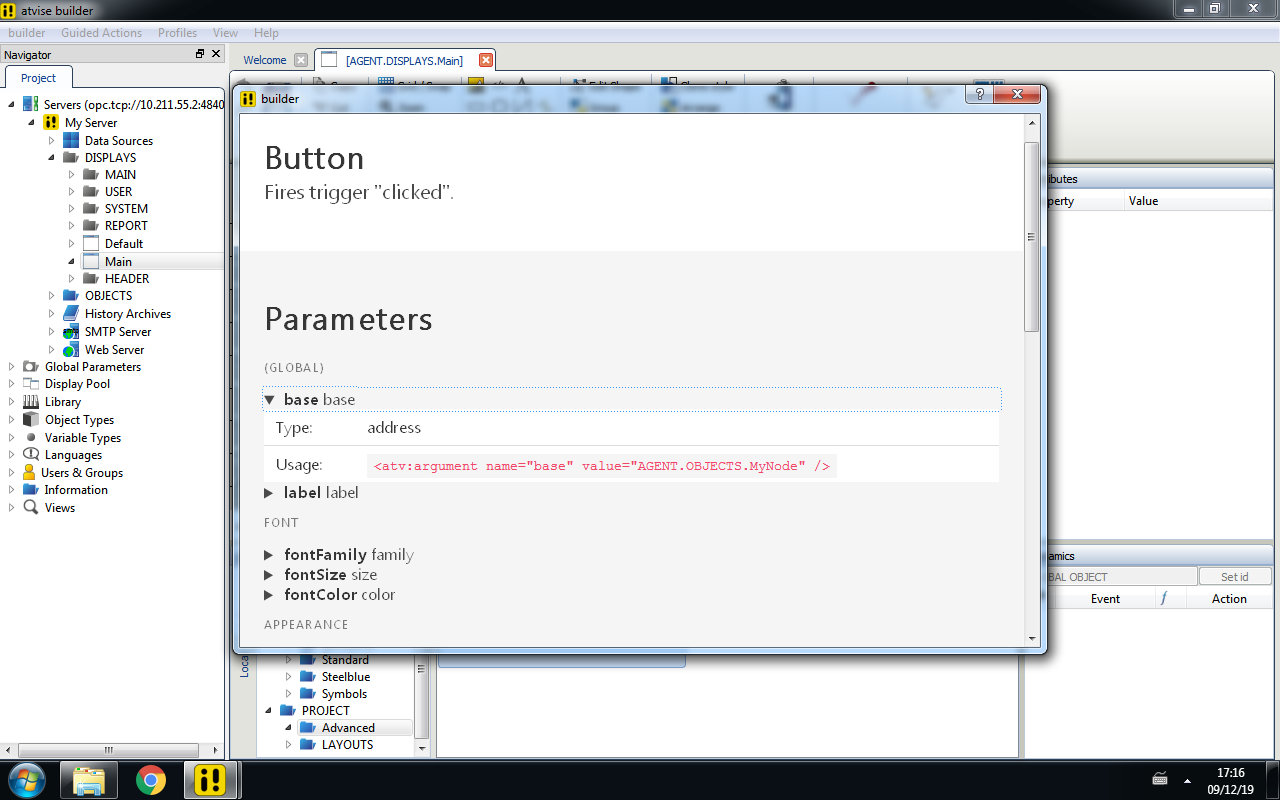 atvise builder
builder Guided Actions Profiles View Help
Navigator
Project
Servers (opc.tcp://10.211.55.2:4840
My Server
Data Sources
DISPLAYS
MAIN
USER
SYSTEM
REPORT
Default
Main
HEADER
OBJECTS
History Archives
SMTP Server
Web Server
Global Parameters
Display Pool
Library
Object Types
Variable Types
Languages
Users & Groups
Information
Views
Welcome
[AGENT.DISPLAYS.Main]
builder
Button
Fires trigger "clicked".
Parameters
(GLOBAL)
base base
Type: address
Usage: <atv:argument name="base" value="AGENT.OBJECTS.MyNode" />
label label
FONT
fontFamily family
fontSize size
fontColor color
APPEARANCE
ibutes
perty Value
amics
BAL OBJECT Set id
Event f Action
Loca
Standard
Steelblue
Symbols
PROJECT
Advanced
LAYOUTS
17:16
09/12/19